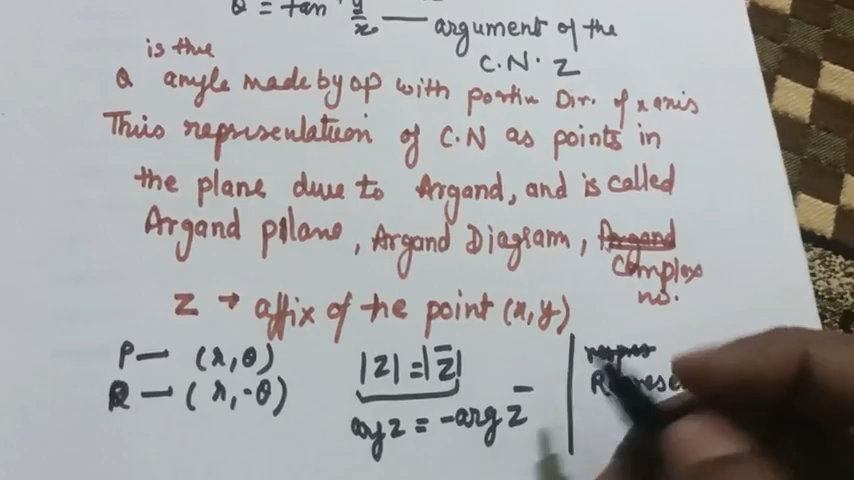 θ = tan⁻¹ y/x — argument of the
C.N. Z
is the
θ angle made by op with positiv Dir. of x axis
This representation of C.N as points in
the plane due to Argand, and is called
Argand plane, Argand Diagram, Argand
Complex
no.
Z → affix of the point (x,y)
P — (r,θ)
Q — (r,-θ)
|Z| = |Z̅|
arg z = -arg z̅